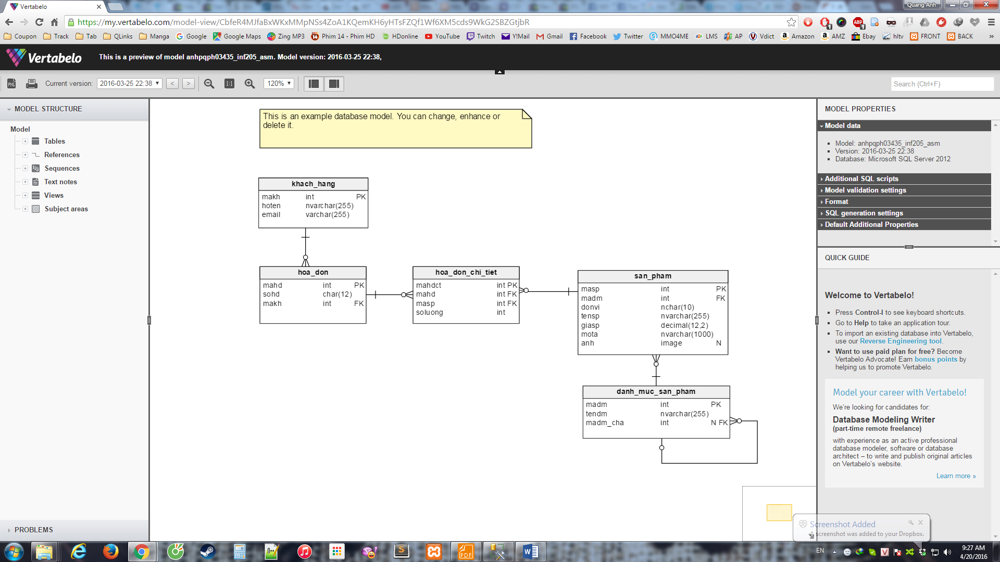 Vertabelo
Quang Anh
https://my.vertabelo.com/model-view/CbfeR4MJfaBxWKxMMpNSs4ZoA1KQemKH6yHTsFZQf1Wf6XM5cds9WkG2SBZGtjbR
Coupon Track Tab QLinks Manga Google Google Maps Zing MP3 Phim 14 - Phim HD HDonline YouTube Twitch Y!Mail Gmail Facebook Twitter MMO4ME LMS AP Vdict Amazon AMZ Ebay hltv FRONT BACK »
Vertabelo This is a preview of model anhpqph03435_inf205_asm. Model version: 2016-03-25 22:38,
PNG Current version: 2016-03-25 22:38 < > 1:1 120% Search (Ctrl+F)
MODEL STRUCTURE
Model
Tables
References
Sequences
Text notes
Views
Subject areas
PROBLEMS
This is an example database model. You can change, enhance or
delete it.
khach_hang
makh int PK
hoten nvarchar(255)
email varchar(255)
hoa_don
mahd int PK
sohd char(12)
makh int FK
hoa_don_chi_tiet
mahdct int PK
mahd int FK
masp int FK
soluong int
san_pham
masp int PK
madm int FK
donvi nchar(10)
tensp nvarchar(255)
giasp decimal(12,2)
mota nvarchar(1000)
anh image N
danh_muc_san_pham
madm int PK
tendm nvarchar(255)
madm_cha int N FK
MODEL PROPERTIES
Model data
Model: anhpqph03435_inf205_asm
Version: 2016-03-25 22:38
Database: Microsoft SQL Server 2012
Additional SQL scripts
Model validation settings
Format
SQL generation settings
Default Additional Properties
QUICK GUIDE
Welcome to Vertabelo!
Press Control-I to see keyboard shortcuts.
Go to Help to take an application tour.
To import an existing database into Vertabelo,
use our Reverse Engineering tool.
Want to use paid plan for free? Become
Vertabelo Advocate! Earn bonus points by
helping us to promote Vertabelo.
Model your career with Vertabelo!
We're looking for candidates for:
Database Modeling Writer
(part-time remote freelance)
with experience as an active professional
database modeler, software or database
architect – to write and publish original articles
on Vertabelo's website.
Learn more »
Screenshot Added
A screenshot was added to your Dropbox.
EN
9:27 AM
4/20/2016